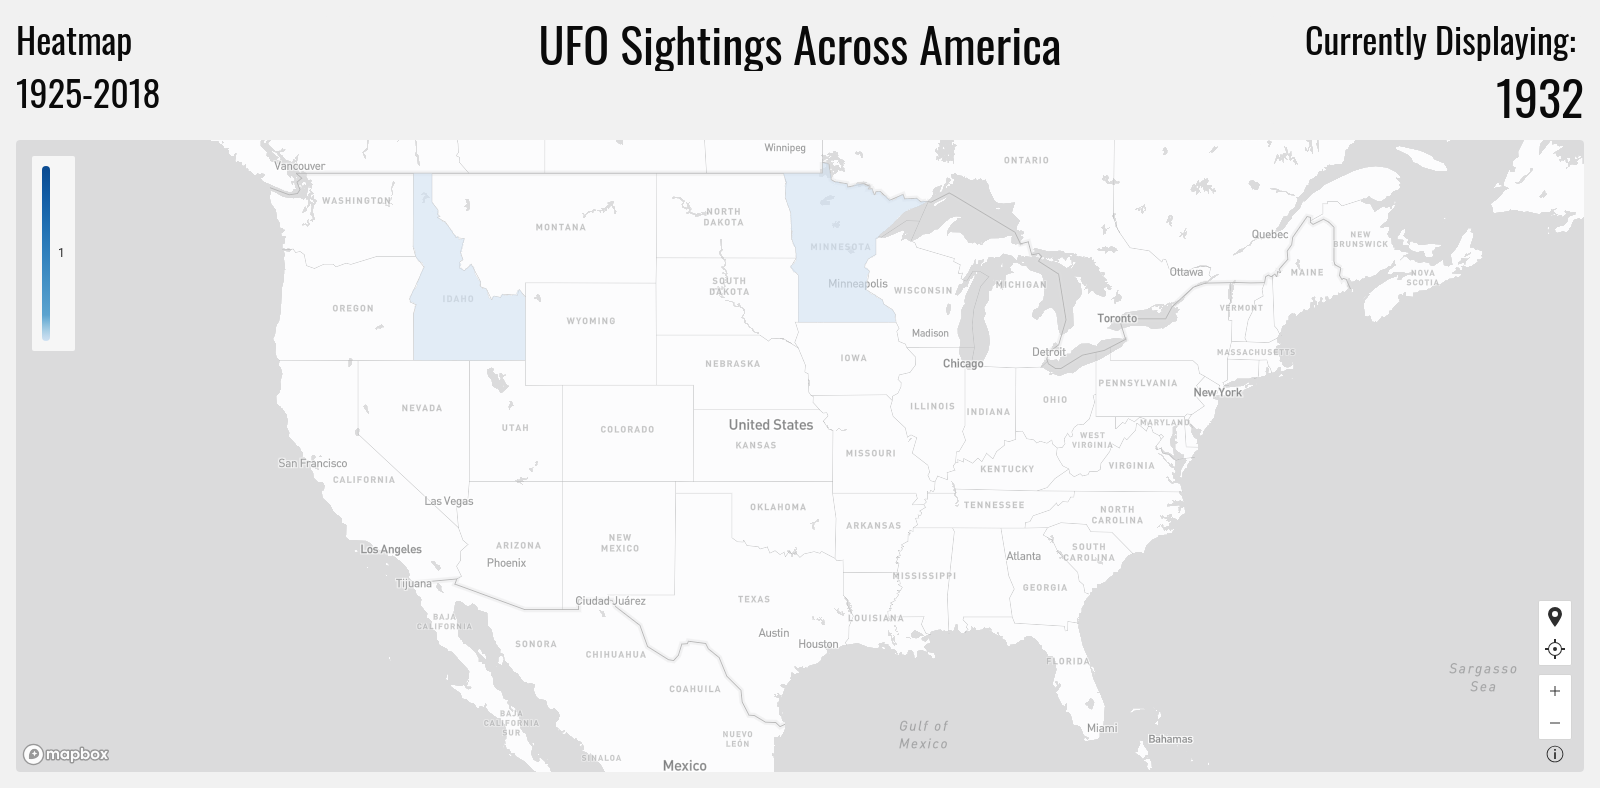 Heatmap
1925-2018
UFO Sightings Across America
Currently Displaying:
1932
1
Winnipeg
ONTARIO
Vancouver
WASHINGTON
MONTANA
NORTH
DAKOTA
MINNESOTA
Quebec
NEW
BRUNSWICK
Ottawa
MAINE
NOVA
SCOTIA
SOUTH
DAKOTA
Minneapolis
WISCONSIN
MICHIGAN
IDAHO
OREGON
WYOMING
VERMONT
Toronto
Madison
Detroit
MASSACHUSETTS
IOWA
Chicago
NEBRASKA
PENNSYLVANIA
New York
NEVADA
ILLINOIS
INDIANA
OHIO
UTAH
COLORADO
United States
KANSAS
MARYLAND
WEST
VIRGINIA
MISSOURI
San Francisco
CALIFORNIA
KENTUCKY
VIRGINIA
Las Vegas
OKLAHOMA
TENNESSEE
NORTH
CAROLINA
ARKANSAS
Los Angeles
ARIZONA
Phoenix
NEW
MEXICO
Atlanta
SOUTH
CAROLINA
Tijuana
MISSISSIPPI
GEORGIA
Ciudad Juárez
TEXAS
BAJA
CALIFORNIA
LOUISIANA
Austin
Houston
SONORA
CHIHUAHUA
FLORIDA
Sargasso
Sea
COAHUILA
BAJA
CALIFORNIA
SUR
Gulf of
Mexico
Miami
Bahamas
NUEVO
LEÓN
SINALOA
Mexico
mapbox
+
−